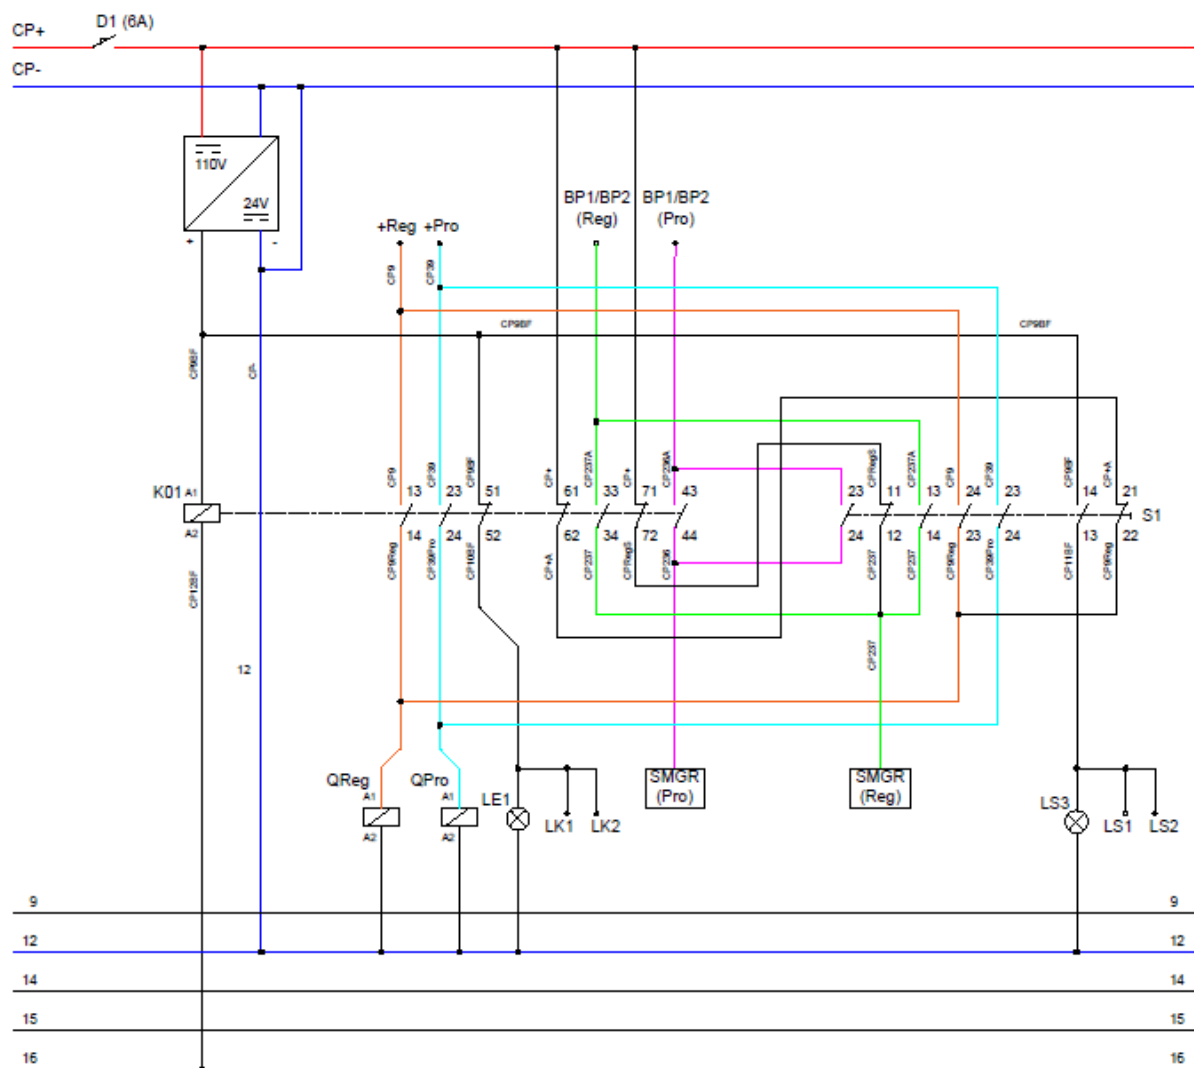 D1 (6A)
CP+
CP-
110V
24V
+ -
BP1/BP2 BP1/BP2
(Reg) (Pro)
+Reg +Pro
CP9 CP39
CP9BF CP9BF
CP9BF CP-
CP9 CP39 CP9BF CP+ CP237A CP+ CP236A CPRegS CP237A CP9 CP39 CP9BF CP+A
K01 A1 13 23 51 61 33 71 43 23 11 13 24 23 14 21
S1
A2 14 24 52 62 34 72 44 24 12 14 23 24 13 22
CP12BF CP9Reg CP39Pro CP10BF CP+A CP237 CPRegS CP236 CP237 CP237 CP9Reg CP39Pro CP11BF CP9Reg
CP237
12
QReg QPro SMGR SMGR
(Pro) (Reg)
A1 A1 LE1 LS3
A2 A2 LK1 LK2 LS1 LS2
9 9
12 12
14 14
15 15
16 16